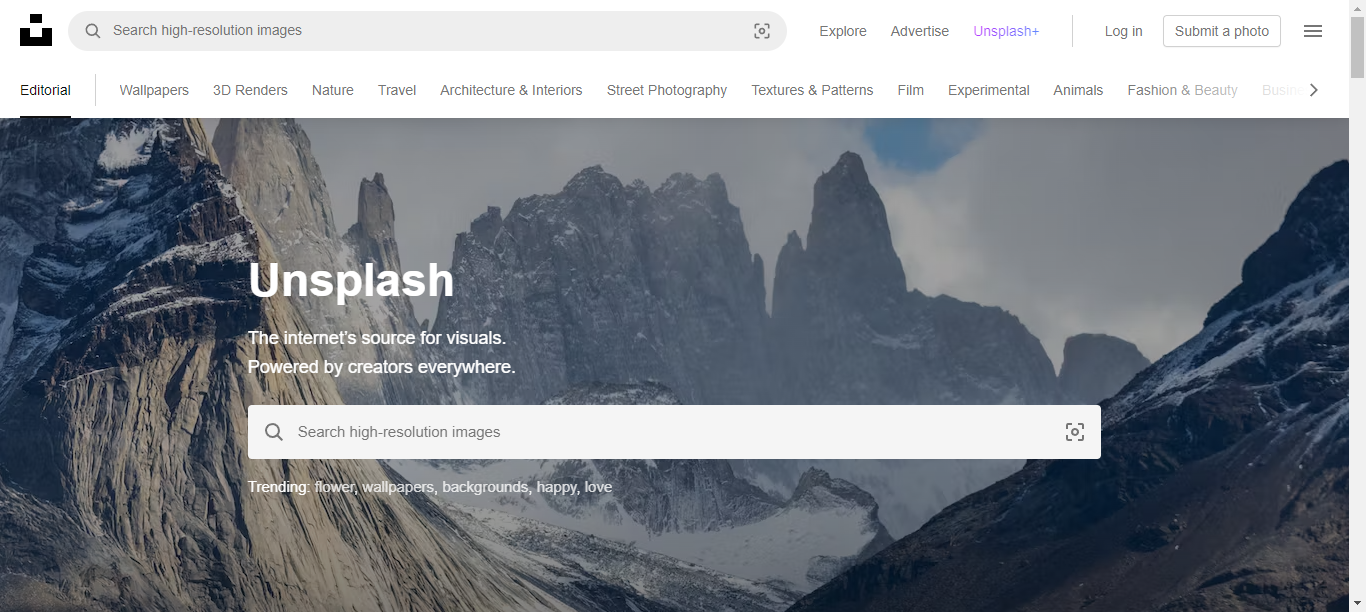 Search high-resolution images Explore Advertise Unsplash+ Log in Submit a photo
Editorial Wallpapers 3D Renders Nature Travel Architecture & Interiors Street Photography Textures & Patterns Film Experimental Animals Fashion & Beauty
Unsplash
The internet's source for visuals.
Powered by creators everywhere.
Search high-resolution images
Trending: flower, wallpapers, backgrounds, happy, love